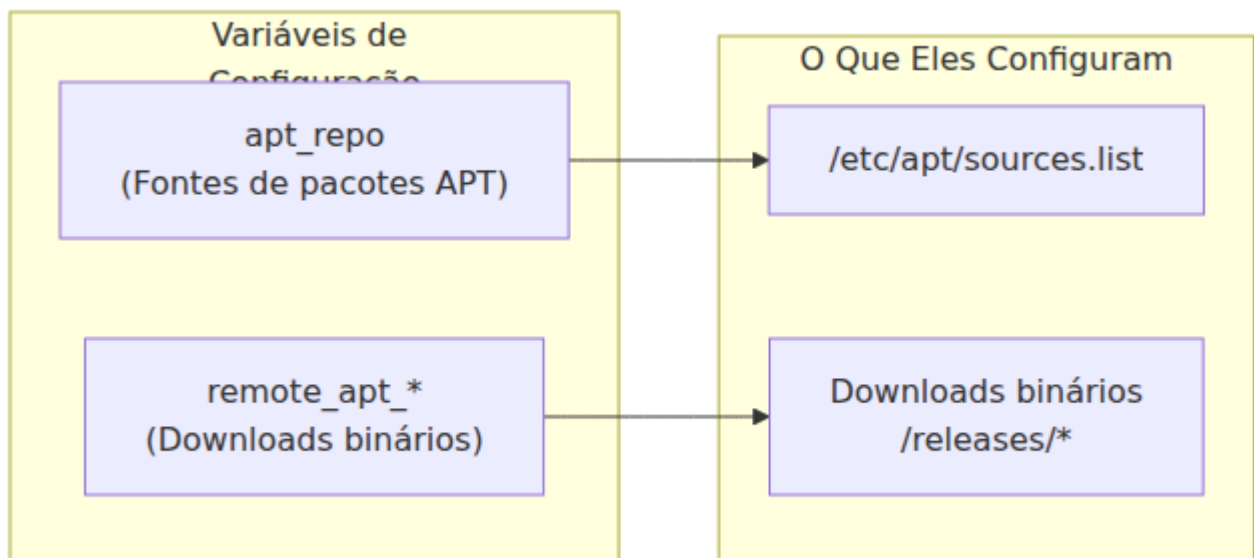 Variáveis de
Configuração
apt_repo
(Fontes de pacotes APT)
remote_apt_*
(Downloads binários)
O Que Eles Configuram
/etc/apt/sources.list
Downloads binários
/releases/*